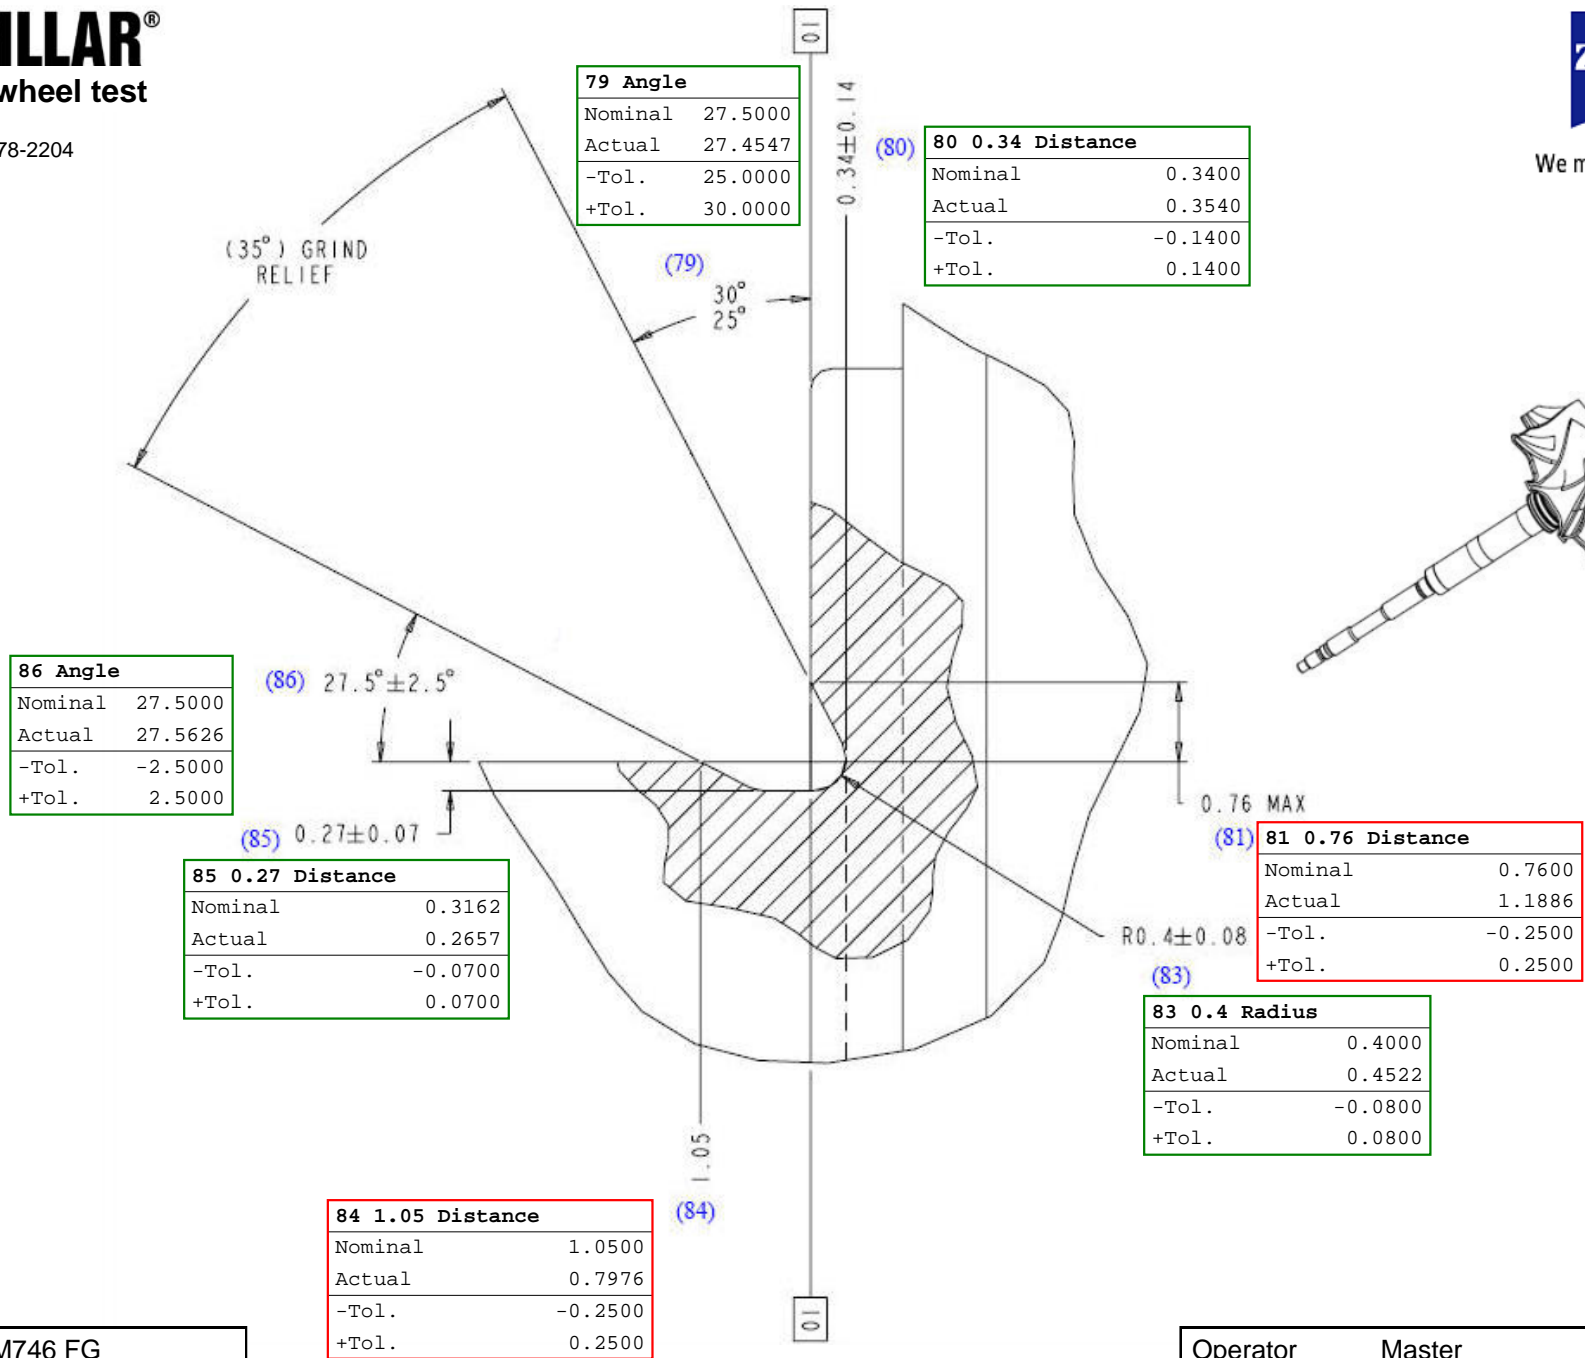 ILLAR®
wheel test
78-2204
We m
10
79 Angle
Nominal 27.5000
Actual 27.4547
-Tol. 25.0000
+Tol. 30.0000
0.34±0.14
(80)
80 0.34 Distance
Nominal 0.3400
Actual 0.3540
-Tol. -0.1400
+Tol. 0.1400
(35°) GRIND
RELIEF
(79)
30°
25°
86 Angle
Nominal 27.5000
Actual 27.5626
-Tol. -2.5000
+Tol. 2.5000
(86) 27.5°±2.5°
(85) 0.27±0.07
85 0.27 Distance
Nominal 0.3162
Actual 0.2657
-Tol. -0.0700
+Tol. 0.0700
0.76 MAX
(81)
81 0.76 Distance
Nominal 0.7600
Actual 1.1886
-Tol. -0.2500
+Tol. 0.2500
R0.4±0.08
(83)
83 0.4 Radius
Nominal 0.4000
Actual 0.4522
-Tol. -0.0800
+Tol. 0.0800
1.05
(84)
84 1.05 Distance
Nominal 1.0500
Actual 0.7976
-Tol. -0.2500
+Tol. 0.2500
10
M746 FG
Operator Master